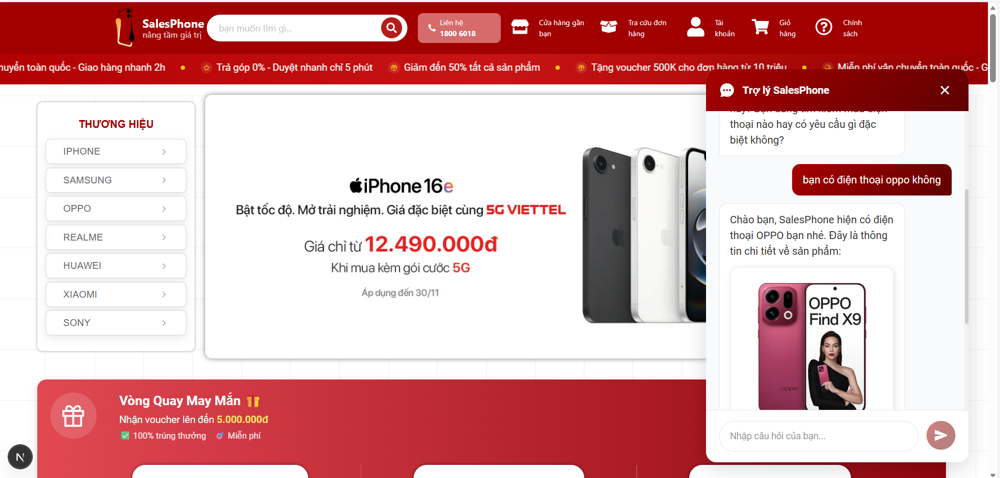 SalesPhone
nâng tầm giá trị
bạn muốn tìm gì...
Liên hệ
1800 6018
Cửa hàng gần
bạn
Tra cứu đơn
hàng
Tài
khoản
Giỏ
hàng
Chính
sách
huyển toàn quốc - Giao hàng nhanh 2h
Trả góp 0% - Duyệt nhanh chỉ 5 phút
Giảm đến 50% tất cả sản phẩm
Tặng voucher 500K cho đơn hàng từ 10 triệu
Miễn phí vận chuyển toàn quốc - G
THƯƠNG HIỆU
IPHONE
SAMSUNG
OPPO
REALME
HUAWEI
XIAOMI
SONY
iPhone 16e
Bật tốc độ. Mở trải nghiệm. Giá đặc biệt cùng 5G VIETTEL
Giá chỉ từ 12.490.000đ
Khi mua kèm gói cước 5G
Áp dụng đến 30/11
Vòng Quay May Mắn
Nhận voucher lên đến 5.000.000đ
100% trúng thưởng
Miễn phí
N
Trợ lý SalesPhone
thoại nào hay có yêu cầu gì đặc
biệt không?
bạn có điện thoại oppo không
Chào bạn, SalesPhone hiện có điện
thoại OPPO bạn nhé. Đây là thông
tin chi tiết về sản phẩm:
OPPO
Find X9
oppo
Nhập câu hỏi của bạn...